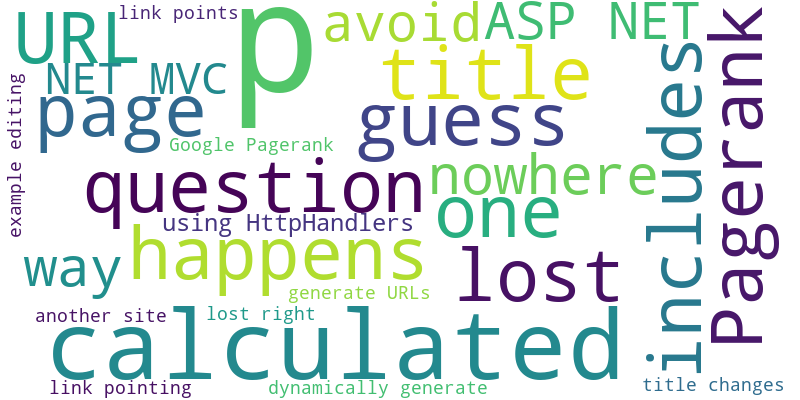 link points
URL
p
avoid
ASP NET
NET MVC
title
page
guess
Google Pagerank
example editing
question
nowhere
one
using HttpHandlers
happens
way
lost
includes
Pagerank
generate URLs
another site
lost right
calculated
link pointing
dynamically generate
title changes